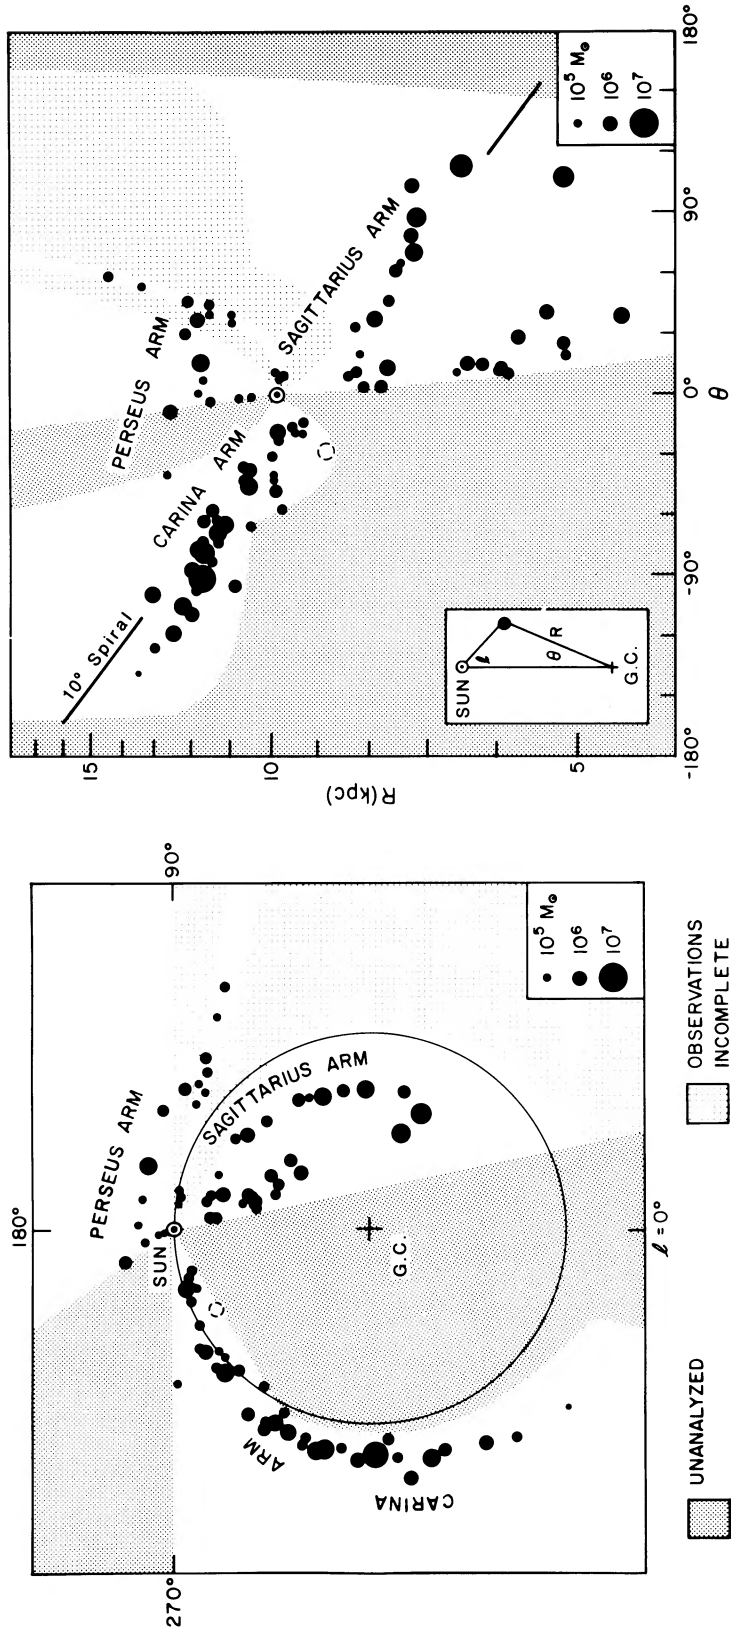 180°
90°
0°
-90°
-180°
θ
15
10
5
R(kpc)
PERSEUS ARM
CARINA ARM
SAGITTARIUS ARM
10° Spiral
10⁵ M☉
10⁶
10⁷
SUN
ℓ
θ
R
G.C.
180°
90°
270°
ℓ=0°
PERSEUS ARM
SUN
SAGITTARIUS ARM
G.C.
CARINA ARM
10⁵ M☉
10⁶
10⁷
UNANALYZED
OBSERVATIONS
INCOMPLETE